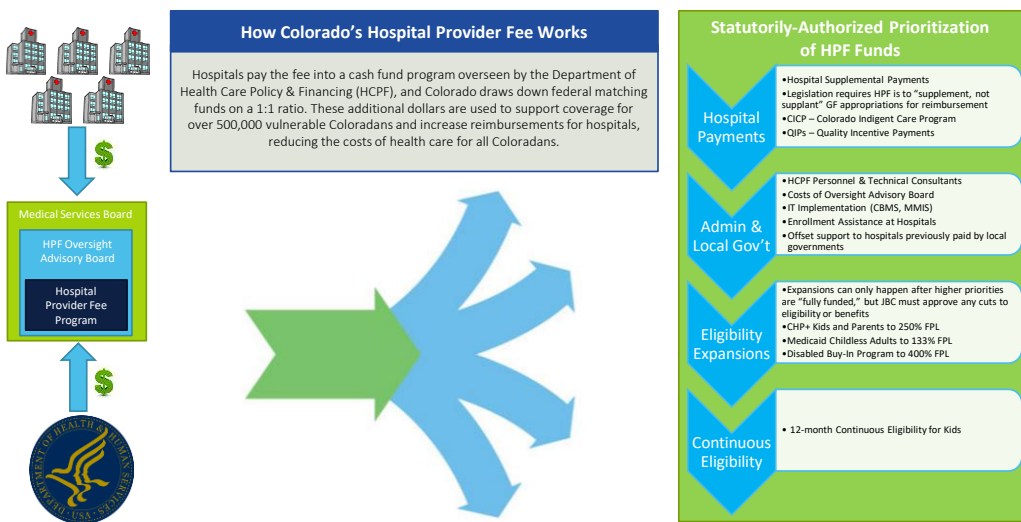 How Colorado's Hospital Provider Fee Works
Hospitals pay the fee into a cash fund program overseen by the Department of
Health Care Policy & Financing (HCPF), and Colorado draws down federal matching
funds on a 1:1 ratio. These additional dollars are used to support coverage for
over 500,000 vulnerable Coloradans and increase reimbursements for hospitals,
reducing the costs of health care for all Coloradans.
$
Medical Services Board
HPF Oversight
Advisory Board
Hospital
Provider Fee
Program
$
DEPARTMENT OF HEALTH & HUMAN SERVICES · USA
Statutorily-Authorized Prioritization
of HPF Funds
Hospital
Payments
•Hospital Supplemental Payments
•Legislation requires HPF is to "supplement, not
supplant" GF appropriations for reimbursement
•CICP – Colorado Indigent Care Program
•QIPs – Quality Incentive Payments
Admin &
Local Gov't
•HCPF Personnel & Technical Consultants
•Costs of Oversight Advisory Board
•IT Implementation (CBMS, MMIS)
•Enrollment Assistance at Hospitals
•Offset support to hospitals previously paid by local
governments
Eligibility
Expansions
•Expansions can only happen after higher priorities
are "fully funded," but JBC must approve any cuts to
eligibility or benefits
•CHP+ Kids and Parents to 250% FPL
•Medicaid Childless Adults to 133% FPL
•Disabled Buy-In Program to 400% FPL
Continuous
Eligibility
• 12-month Continuous Eligibility for Kids